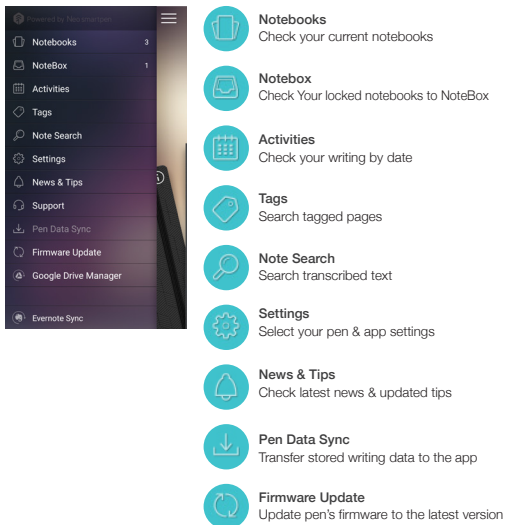 Powered by Neo smartpen
Notebooks 3
NoteBox 1
Activities
Tags
Note Search
Settings
News & Tips
Support
Pen Data Sync
Firmware Update
Google Drive Manager
Evernote Sync
Notebooks
Check your current notebooks
Notebox
Check Your locked notebooks to NoteBox
Activities
Check your writing by date
Tags
Search tagged pages
Note Search
Search transcribed text
Settings
Select your pen & app settings
News & Tips
Check latest news & updated tips
Pen Data Sync
Transfer stored writing data to the app
Firmware Update
Update pen's firmware to the latest version